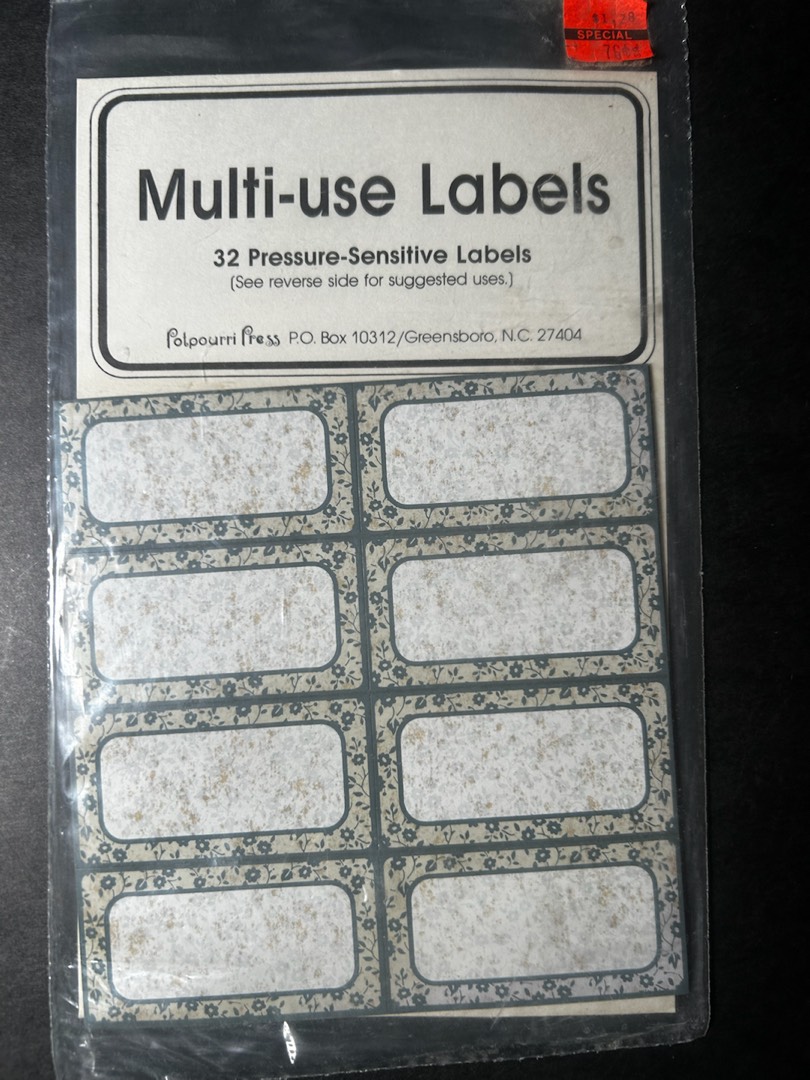 SPECIAL
Multi-use Labels
32 Pressure-Sensitive Labels
(See reverse side for suggested uses.)
Potpourri Press P.O. Box 10312/Greensboro, N.C. 27404